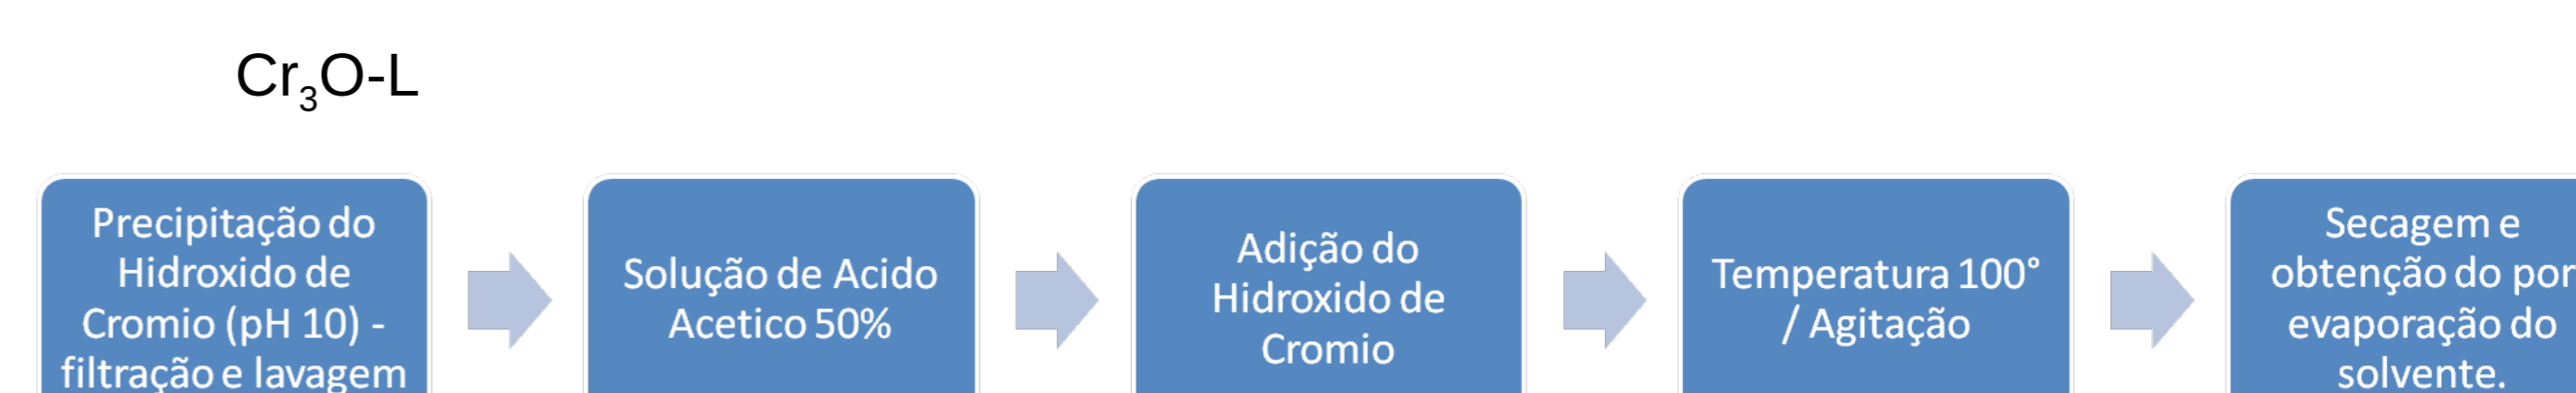 Cr₃O-L
Precipitação do
Hidroxido de
Cromio (pH 10) -
filtração e lavagem
Solução de Acido
Acetico 50%
Adição do
Hidroxido de
Cromio
Temperatura 100°
/ Agitação
Secagem e
obtenção do por
evaporação do
solvente.